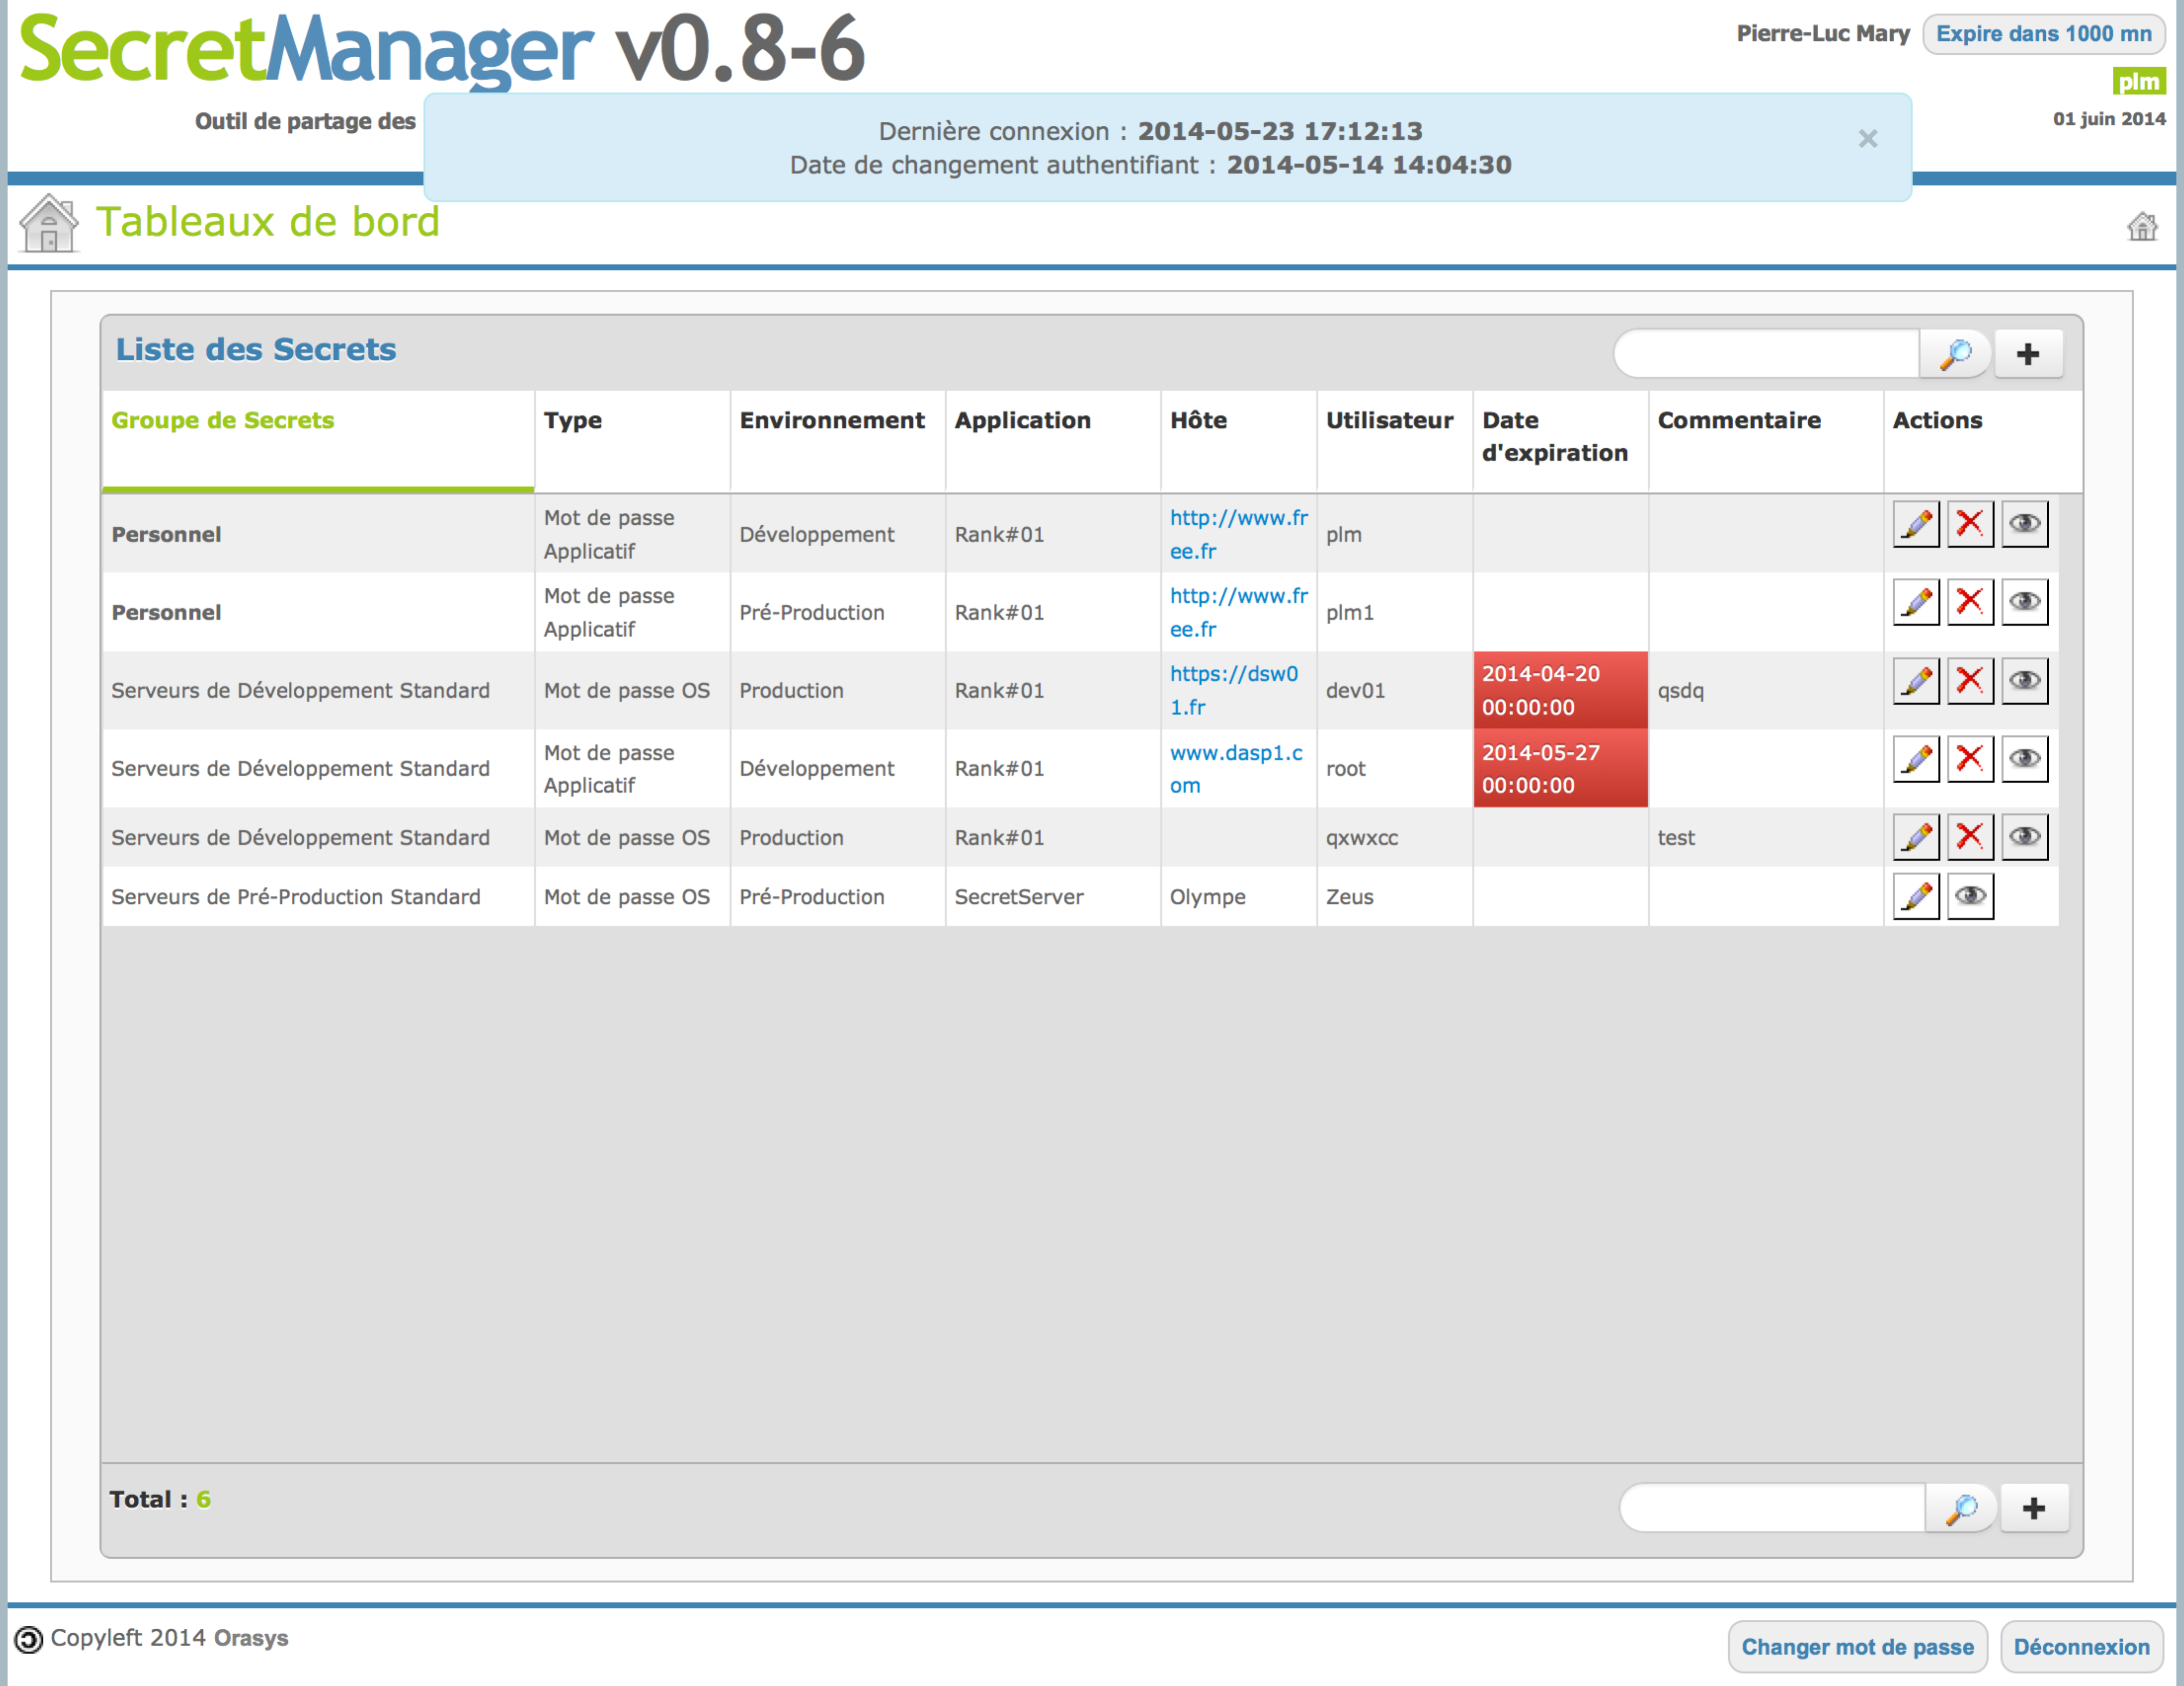 SecretManager v0.8-6
Pierre-Luc Mary Expire dans 1000 mn
plm
Outil de partage des
01 juin 2014
Dernière connexion : 2014-05-23 17:12:13
Date de changement authentifiant : 2014-05-14 14:04:30
Tableaux de bord
Liste des Secrets
Groupe de Secrets Type Environnement Application Hôte Utilisateur Date Commentaire Actions
d'expiration
Personnel Mot de passe Développement Rank#01 http://www.fr plm
Applicatif ee.fr
Personnel Mot de passe Pré-Production Rank#01 http://www.fr plm1
Applicatif ee.fr
Serveurs de Développement Standard Mot de passe OS Production Rank#01 https://dsw0 dev01 2014-04-20 qsdq
1.fr 00:00:00
Serveurs de Développement Standard Mot de passe Développement Rank#01 www.dasp1.c root 2014-05-27
Applicatif om 00:00:00
Serveurs de Développement Standard Mot de passe OS Production Rank#01 qxwxcc test
Serveurs de Pré-Production Standard Mot de passe OS Pré-Production SecretServer Olympe Zeus
Total : 6
Copyleft 2014 Orasys
Changer mot de passe Déconnexion